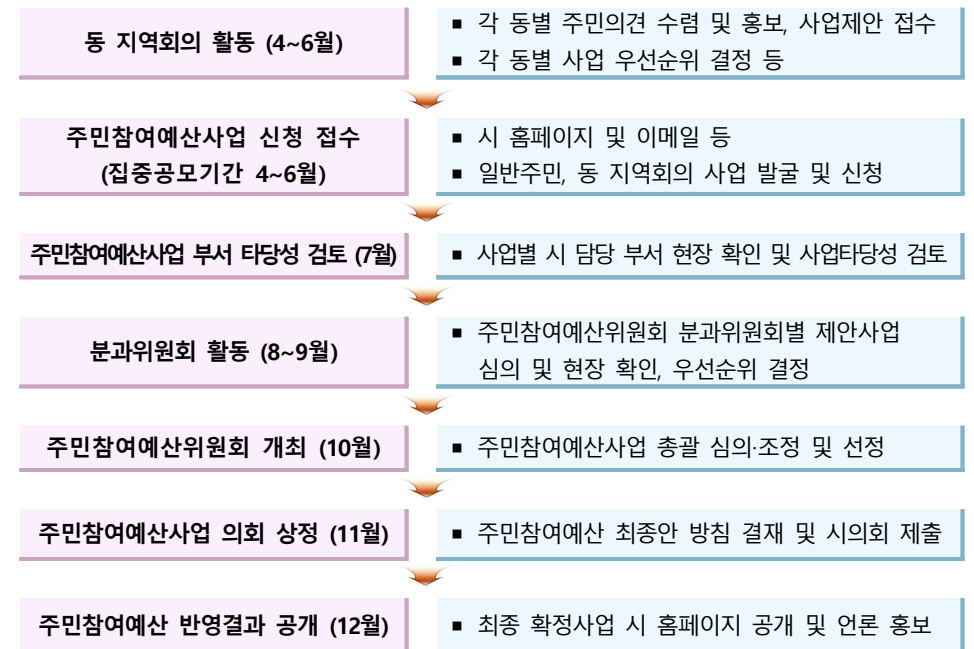 동 지역회의 활동 (4~6월)
▪ 각 동별 주민의견 수렴 및 홍보, 사업제안 접수
▪ 각 동별 사업 우선순위 결정 등
주민참여예산사업 신청 접수
(집중공모기간 4~6월)
▪ 시 홈페이지 및 이메일 등
▪ 일반주민, 동 지역회의 사업 발굴 및 신청
주민참여예산사업 부서 타당성 검토 (7월)
▪ 사업별 시 담당 부서 현장 확인 및 사업타당성 검토
분과위원회 활동 (8~9월)
▪ 주민참여예산위원회 분과위원회별 제안사업
심의 및 현장 확인, 우선순위 결정
주민참여예산위원회 개최 (10월)
▪ 주민참여예산사업 총괄 심의·조정 및 선정
주민참여예산사업 의회 상정 (11월)
▪ 주민참여예산 최종안 방침 결재 및 시의회 제출
주민참여예산 반영결과 공개 (12월)
▪ 최종 확정사업 시 홈페이지 공개 및 언론 홍보